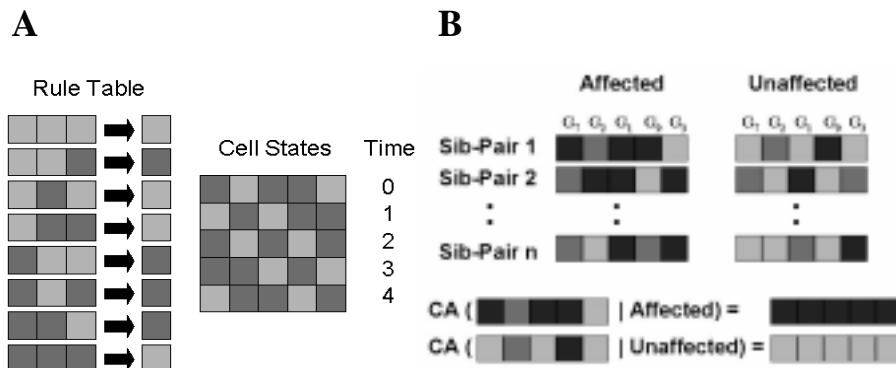 A
B
Rule Table
Cell States
Time
0
1
2
3
4
Affected
Unaffected
Sib-Pair 1
Sib-Pair 2
Sib-Pair n
CA ( | Affected) =
CA ( | Unaffected) =